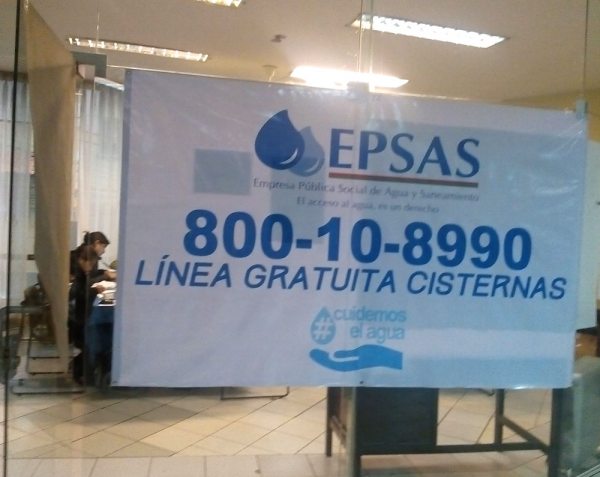 EPSAS
Empresa Pública Social de Agua y Saneamiento
El acceso al agua, es un derecho
800-10-8990
LÍNEA GRATUITA CISTERNAS
#cuidemos
el agua